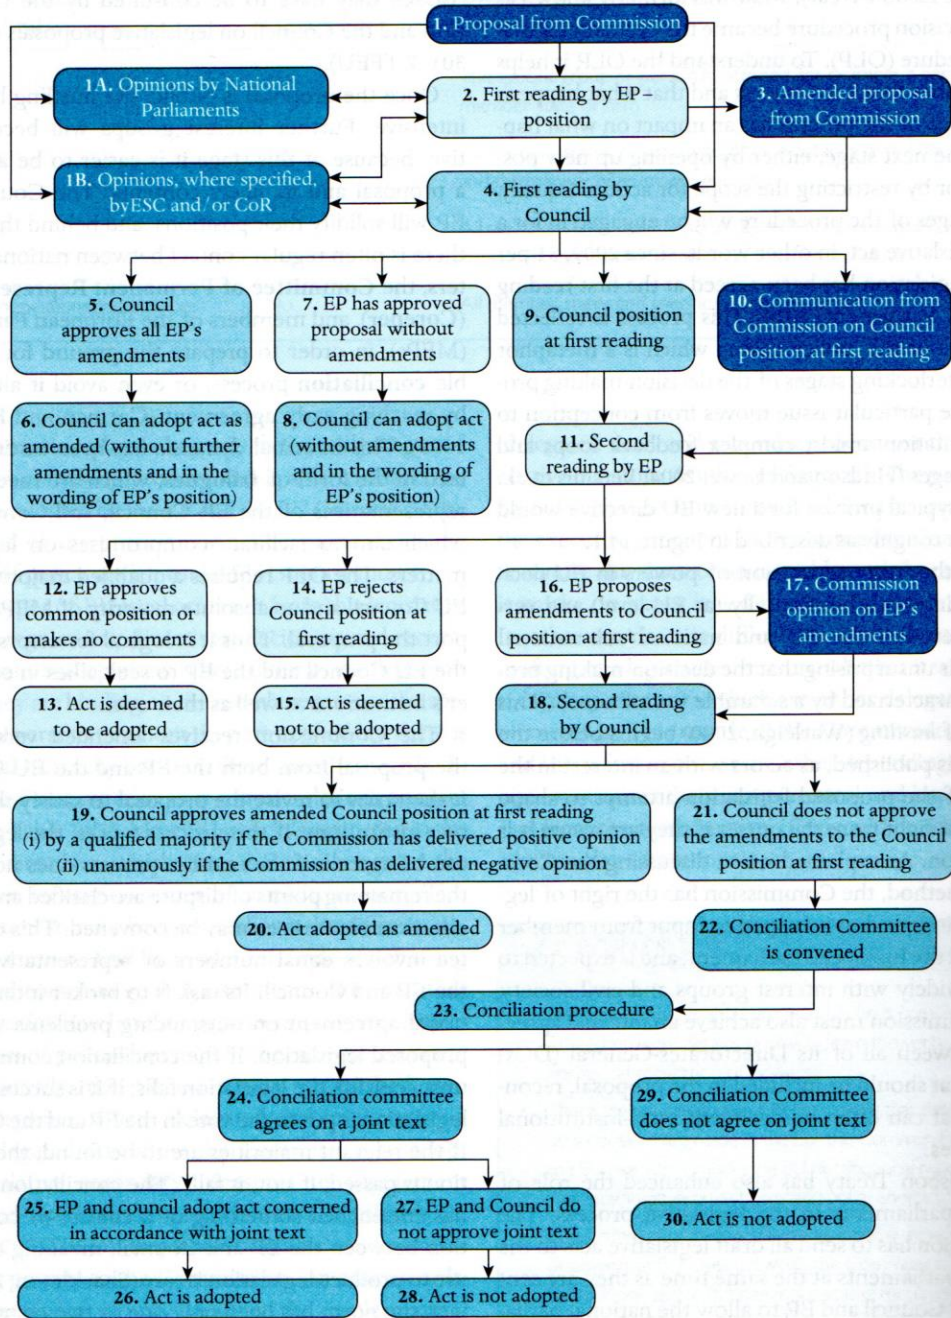 1. Proposal from Commission
1A. Opinions by National
Parliaments
2. First reading by EP –
position
3. Amended proposal
from Commission
1B. Opinions, where specified,
byESC and/or CoR
4. First reading by
Council
5. Council
approves all EP's
amendments
7. EP has approved
proposal without
amendments
9. Council position
at first reading
10. Communication from
Commission on Council
position at first reading
6. Council can adopt act as
amended (without further
amendments and in the
wording of EP's position)
8, Council can adopt act
(without amendments
and in the wording of
EP's position)
11. Second
reading by EP
12. EP approves
common position or
makes no comments
14. EP rejects
Council position at
first reading
16. EP proposes
amendments to Council
position at first reading
17. Commission
opinion on EP's
amendments
13. Act is deemed
to be adopted
15. Act is deemed
not to be adopted
18. Second reading
by Council
19. Council approves amended Council position at first reading
(i) by a qualified majority if the Commission has delivered positive opinion
(ii) unanimously if the Commission has delivered negative opinion
21. Council does not approve
the amendments to the Council
position at first reading
20. Act adopted as amended
22. Conciliation Committee
is convened
23. Conciliation procedure
24. Conciliation committee
agrees on a joint text
29. Conciliation Committee
does not agree on joint text
25. EP and council adopt act concerned
in accordance with joint text
27. EP and Council do
not approve joint text
30. Act is not adopted
26. Act is adopted
28. Act is not adopted